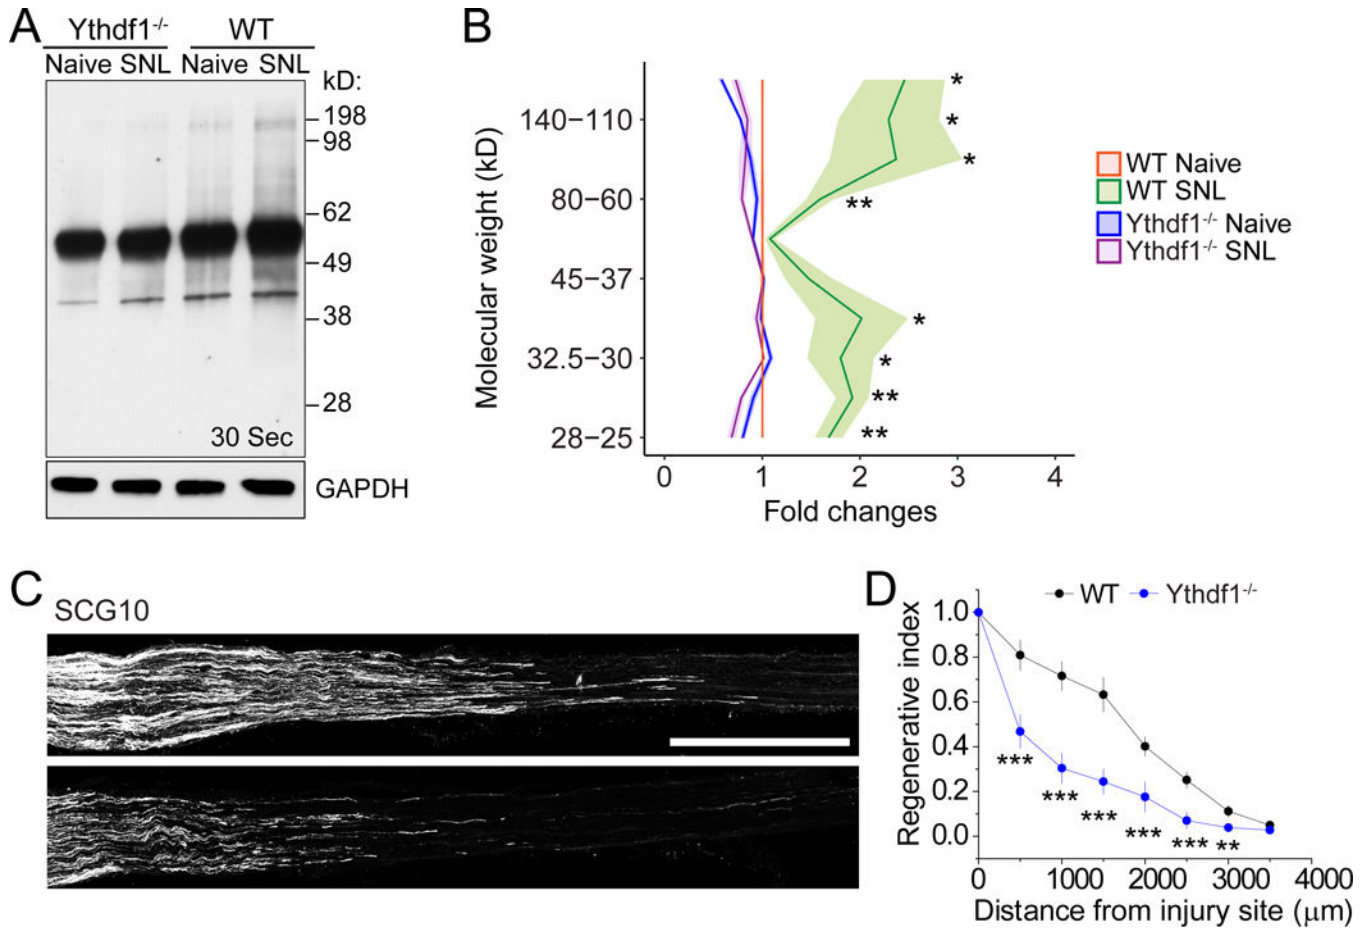 A
Ythdf1-/- WT
Naive SNL Naive SNL
kD:
198
98
62
49
38
28
30 Sec
GAPDH
B
Molecular weight (kD)
140−110
80−60
45−37
32.5−30
28−25
*
*
*
**
*
*
**
**
0 1 2 3 4
Fold changes
WT Naive
WT SNL
Ythdf1-/- Naive
Ythdf1-/- SNL
C
SCG10
D
WT Ythdf1-/-
Regenerative index
1.0
0.8
0.6
0.4
0.2
0.0
***
***
***
***
***
**
0 1000 2000 3000 4000
Distance from injury site (μm)